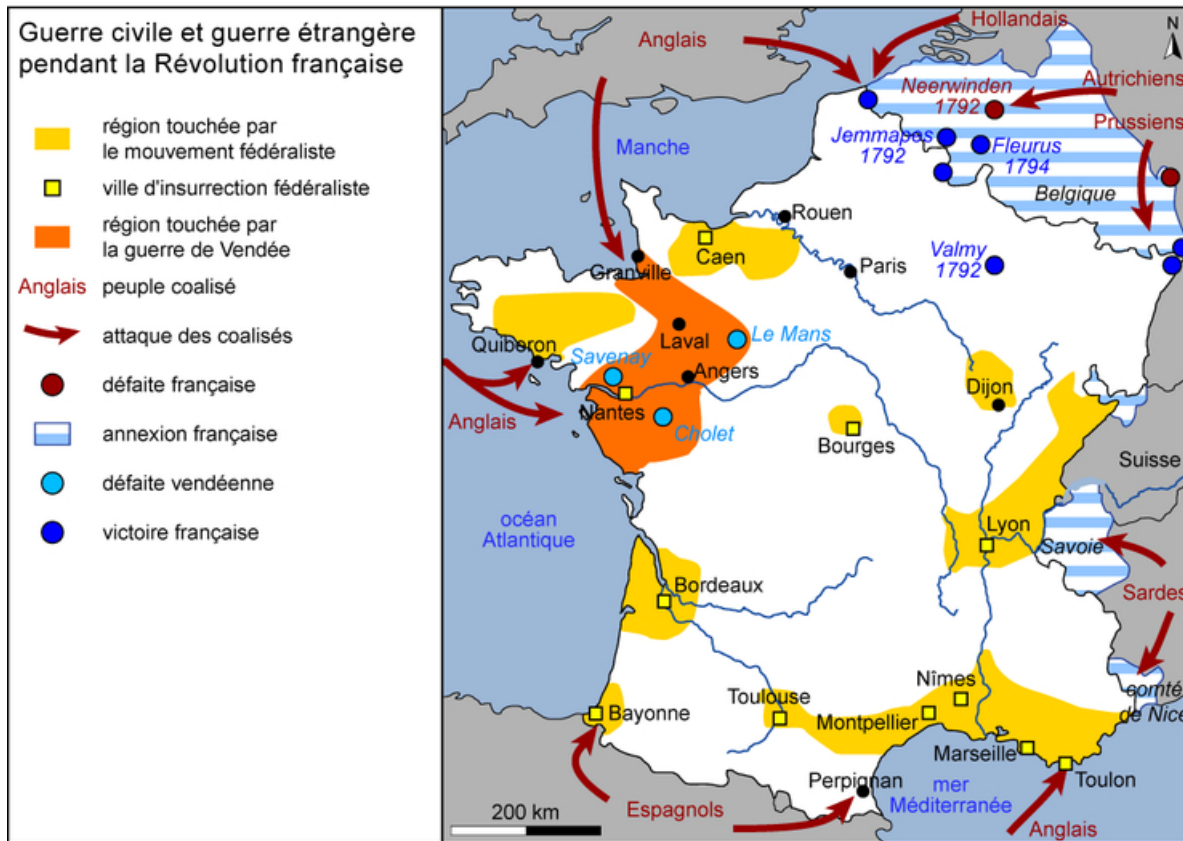 Guerre civile et guerre étrangère
pendant la Révolution française
région touchée par
le mouvement fédéraliste
ville d'insurrection fédéraliste
région touchée par
la guerre de Vendée
Anglais
peuple coalisé
attaque des coalisés
défaite française
annexion française
défaite vendéenne
victoire française
Hollandais
Anglais
N
Autrichiens
Neerwinden
1792
Prussiens
Jemmapes
1792
Fleurus
1794
Manche
Belgique
Rouen
Caen
Valmy
1792
Paris
Granville
Laval
Le Mans
Quiberon
Savenay
Angers
Dijon
Nantes
Anglais
Cholet
Bourges
Suisse
océan
Atlantique
Lyon
Savoie
Bordeaux
Sardes
Nîmes
comté
de Nice
Toulouse
Bayonne
Montpellier
Marseille
Toulon
Perpignan
mer
Méditerranée
Espagnols
200 km
Anglais